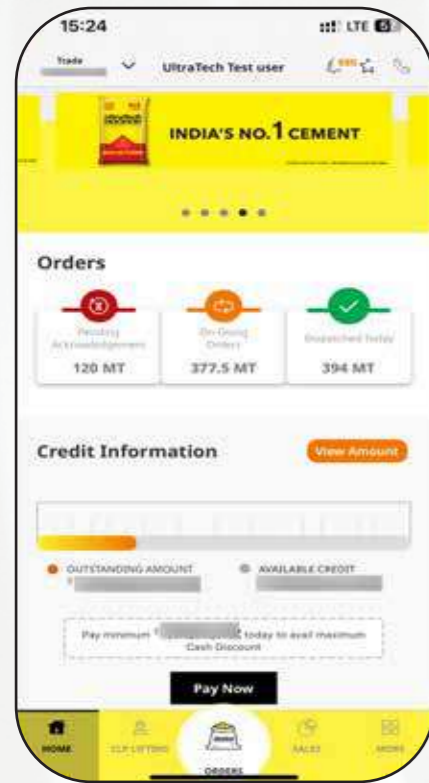 15:24
LTE
Trade
UltraTech Test user
INDIA'S NO.1 CEMENT
Orders
Pending Acknowledgement
120 MT
On Going Orders
377.5 MT
Dispatched Today
394 MT
Credit Information
View Amount
OUTSTANDING AMOUNT
AVAILABLE CREDIT
Pay minimum ₹ today to avail maximum
Cash Discount
Pay Now
HOME
CLP LIFTING
ORDERS
SALES
MORE